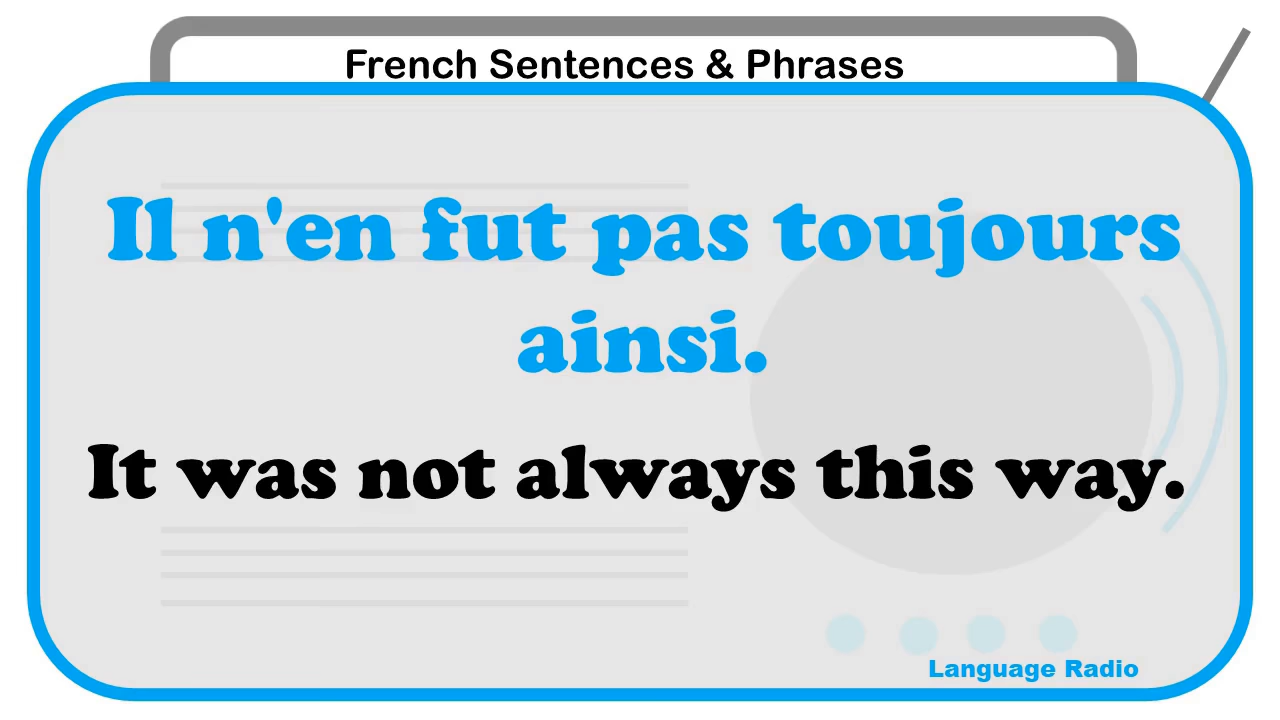 French Sentences & Phrases
Il n'en fut pas toujours
ainsi.
It was not always this way.
Language Radio